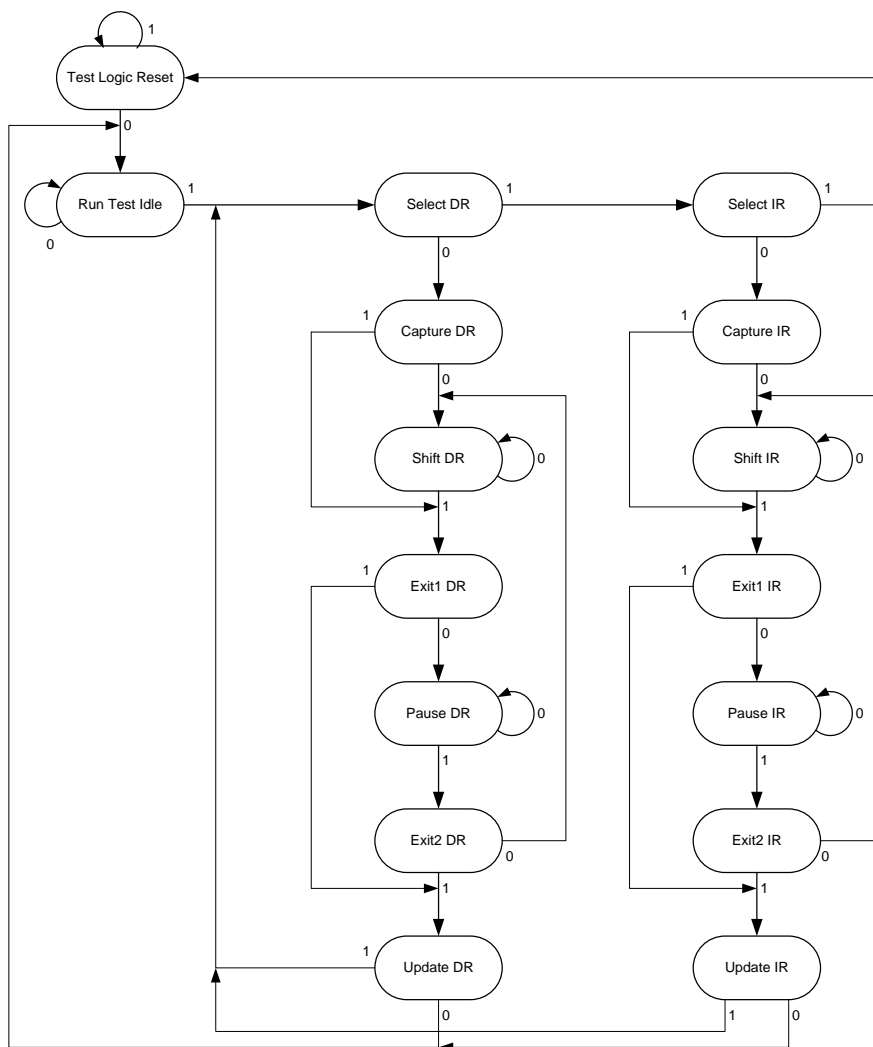 1
Test Logic Reset
0
Run Test Idle
1
0
Select DR
1
Select IR
1
0
0
1
Capture DR
1
Capture IR
0
0
Shift DR
0
Shift IR
0
1
1
1
Exit1 DR
1
Exit1 IR
0
0
Pause DR
0
Pause IR
0
1
1
Exit2 DR
0
Exit2 IR
0
1
1
1
Update DR
Update IR
0
1
0